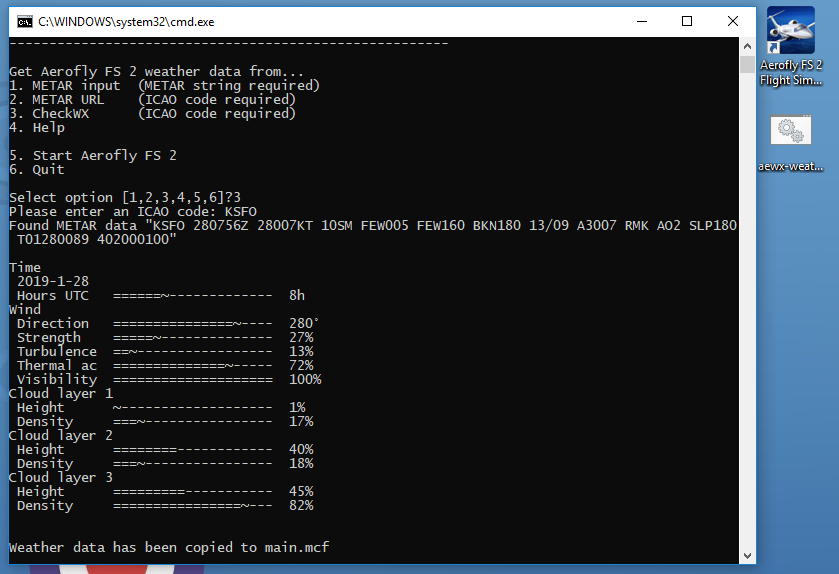 C:\WINDOWS\system32\cmd.exe
-------------------------------------------------------
Get Aerofly FS 2 weather data from...
1. METAR input  (METAR string required)
2. METAR URL    (ICAO code required)
3. CheckWX      (ICAO code required)
4. Help
5. Start Aerofly FS 2
6. Quit
Select option [1,2,3,4,5,6]?3
Please enter an ICAO code: KSFO
Found METAR data "KSFO 280756Z 28007KT 10SM FEW005 FEW160 BKN180 13/09 A3007 RMK AO2 SLP180
T01280089 402000100"
Time
2019-1-28
Hours UTC   ======~-------------  8h
Wind
Direction   ===============~----  280°
Strength    =====~--------------  27%
Turbulence  ==~-----------------  13%
Thermal ac  ==============~-----  72%
Visibility  ====================  100%
Cloud layer 1
Height      ~-------------------  1%
Density     ===~----------------  17%
Cloud layer 2
Height      ========------------  40%
Density     ===~----------------  18%
Cloud layer 3
Height      =========-----------  45%
Density     ================~---  82%
Weather data has been copied to main.mcf
Aerofly FS 2
Flight Sim...
aewx-weat...